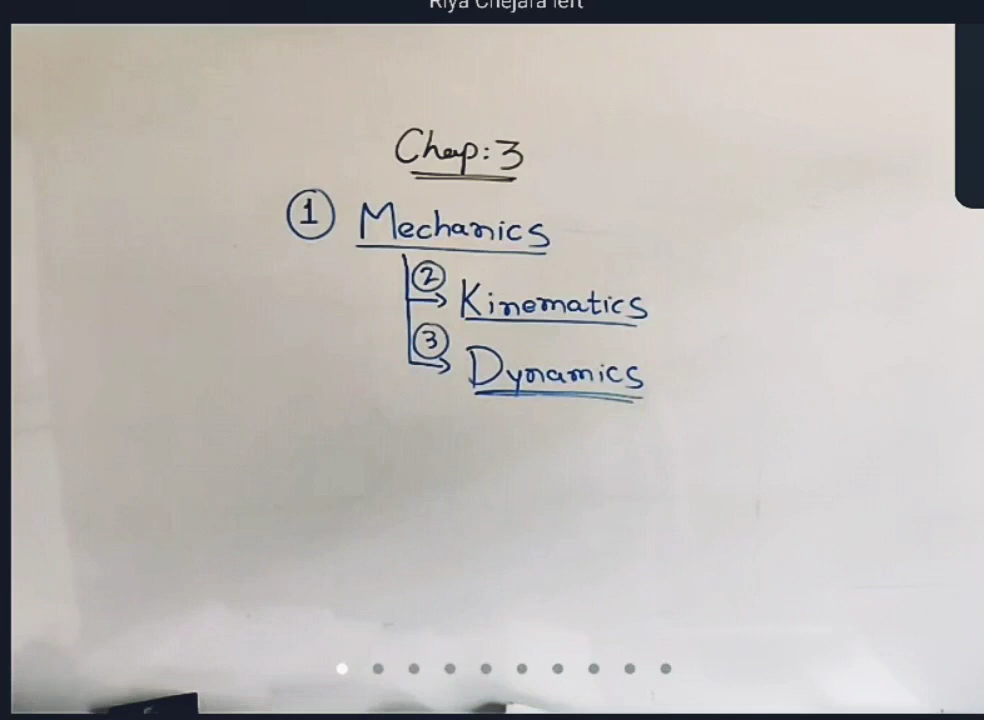 Riya Chejara left
Chap: 3
① Mechanics
② Kinematics
③ Dynamics